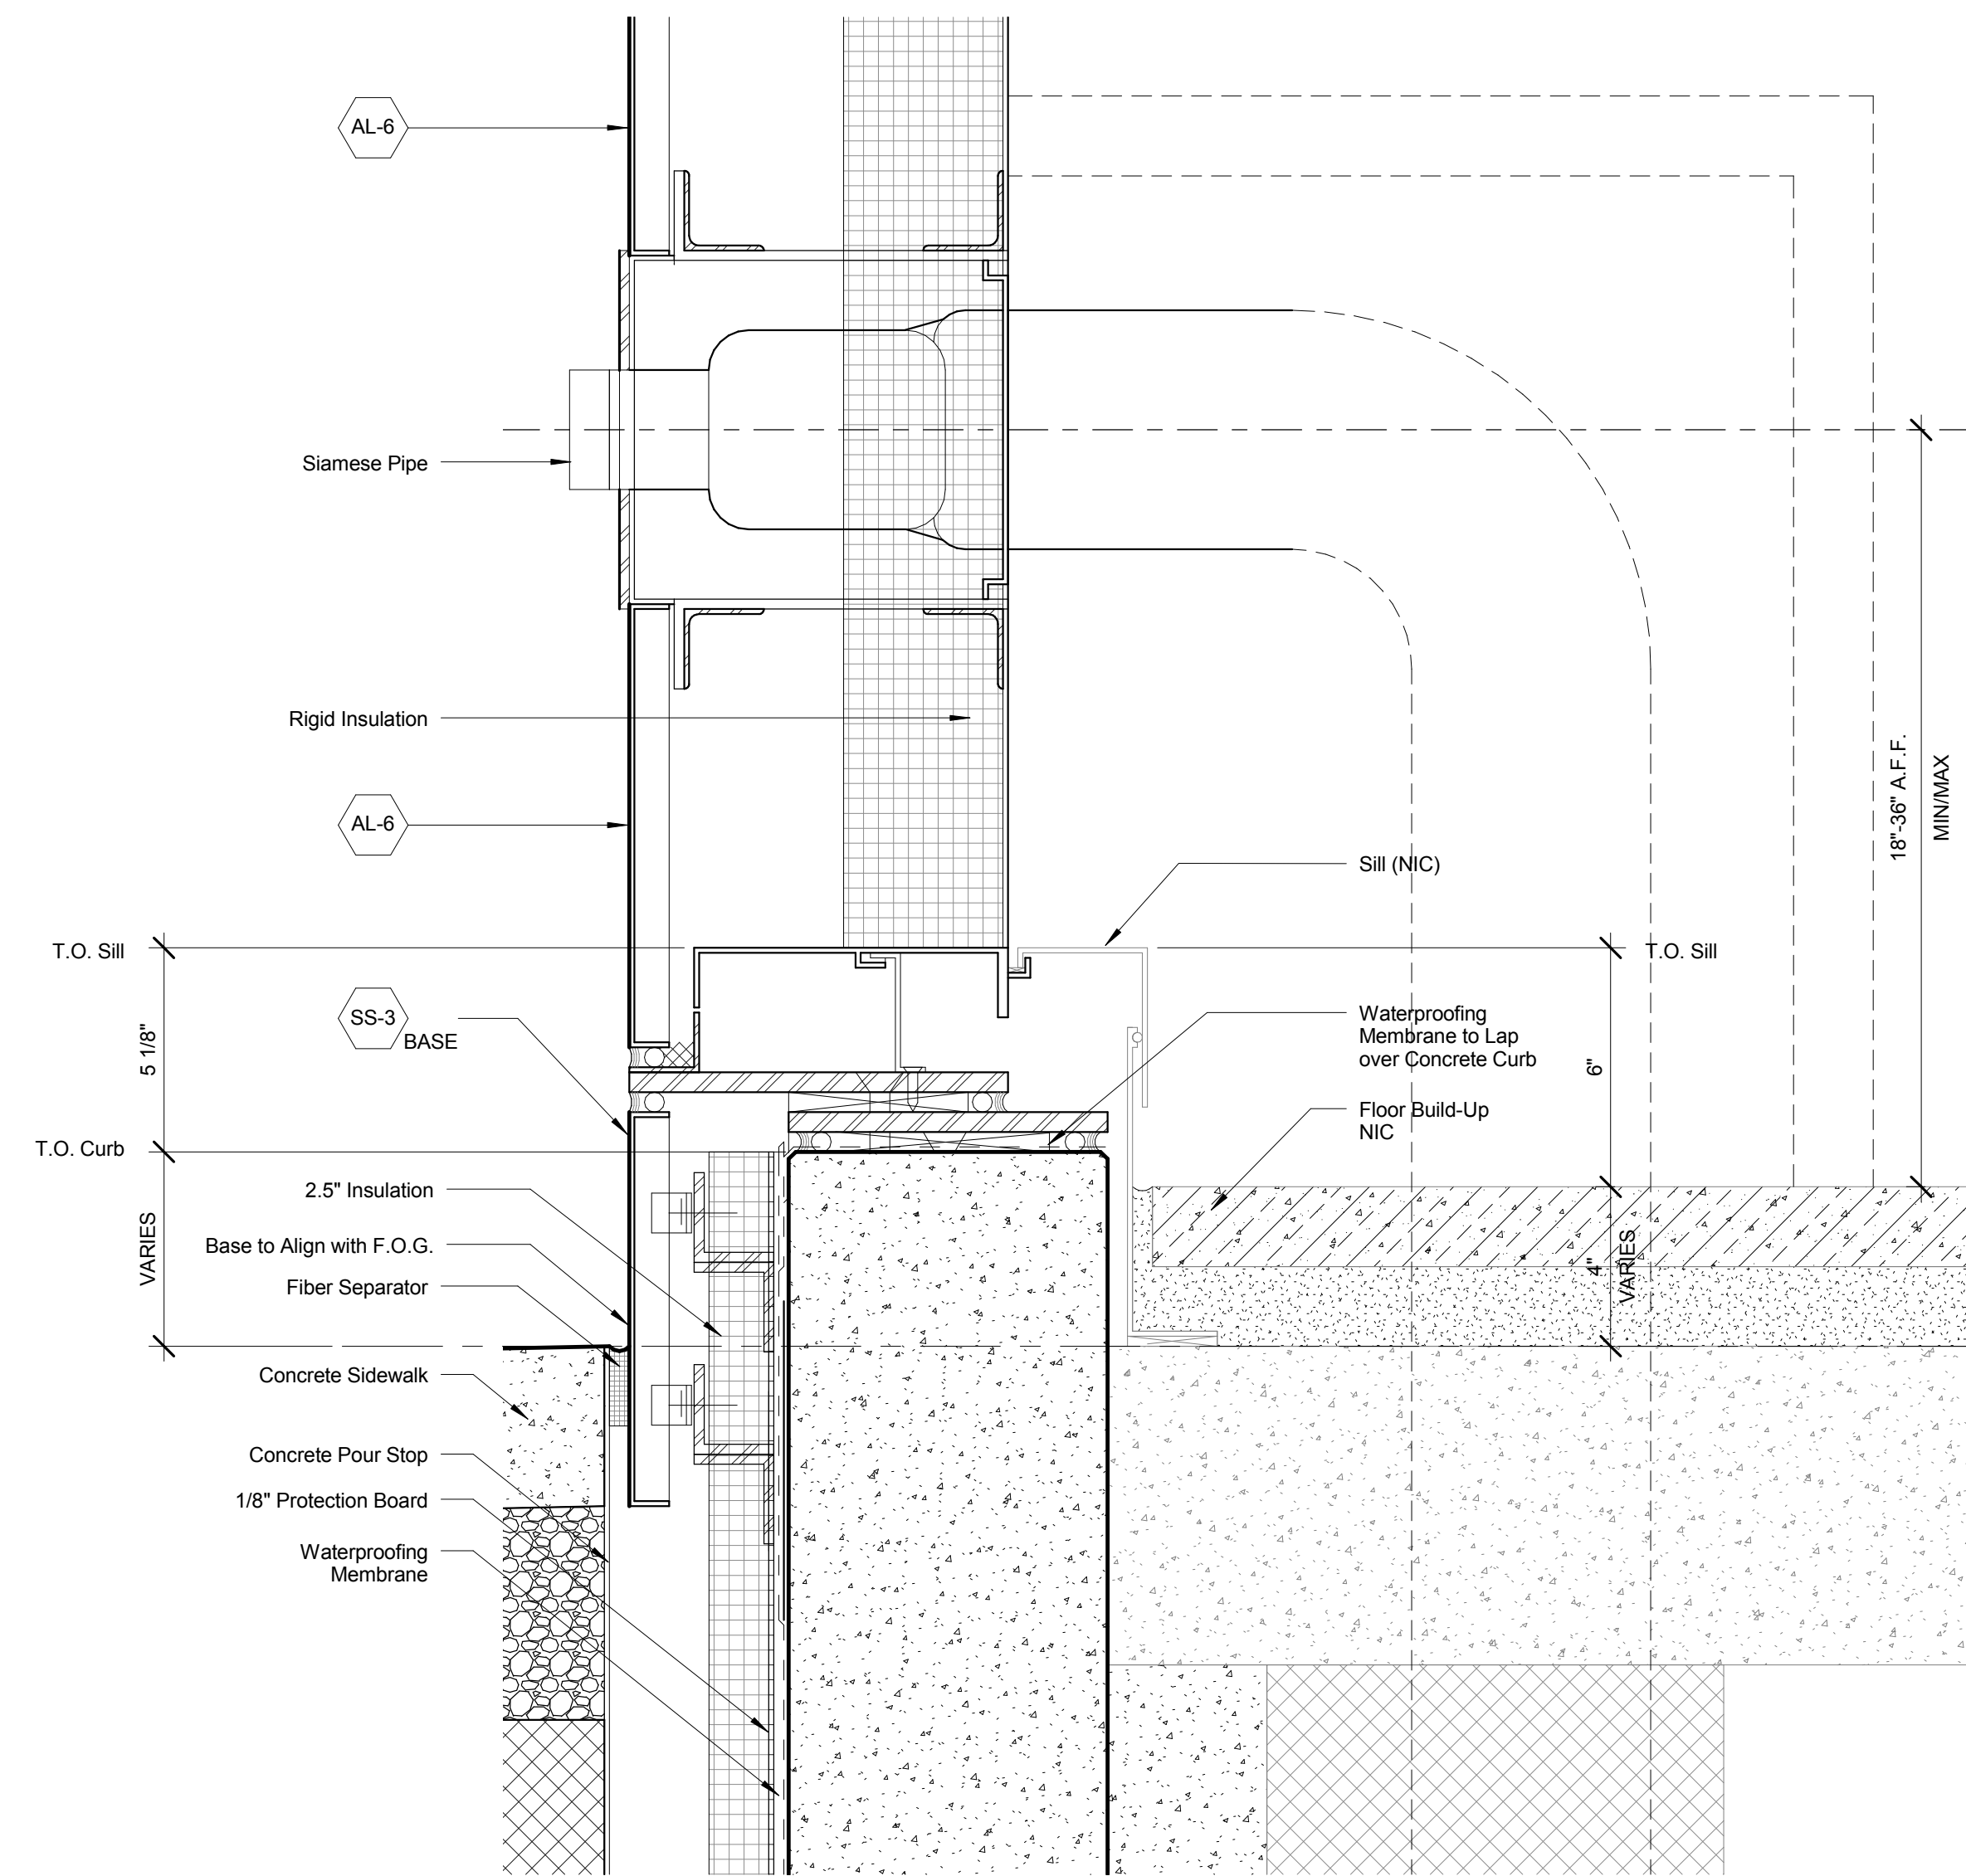 AL-6
Siamese Pipe
Rigid Insulation
18"-36" A.F.F.
MIN/MAX
AL-6
Sill (NIC)
T.O. Sill
T.O. Sill
5 1/8"
SS-3
BASE
Waterproofing
Membrane to Lap
over Concrete Curb
6"
Floor Build-Up
NIC
T.O. Curb
2.5" Insulation
VARIES
Base to Align with F.O.G.
4"
VARIES
Fiber Separator
Concrete Sidewalk
Concrete Pour Stop
1/8" Protection Board
Waterproofing
Membrane